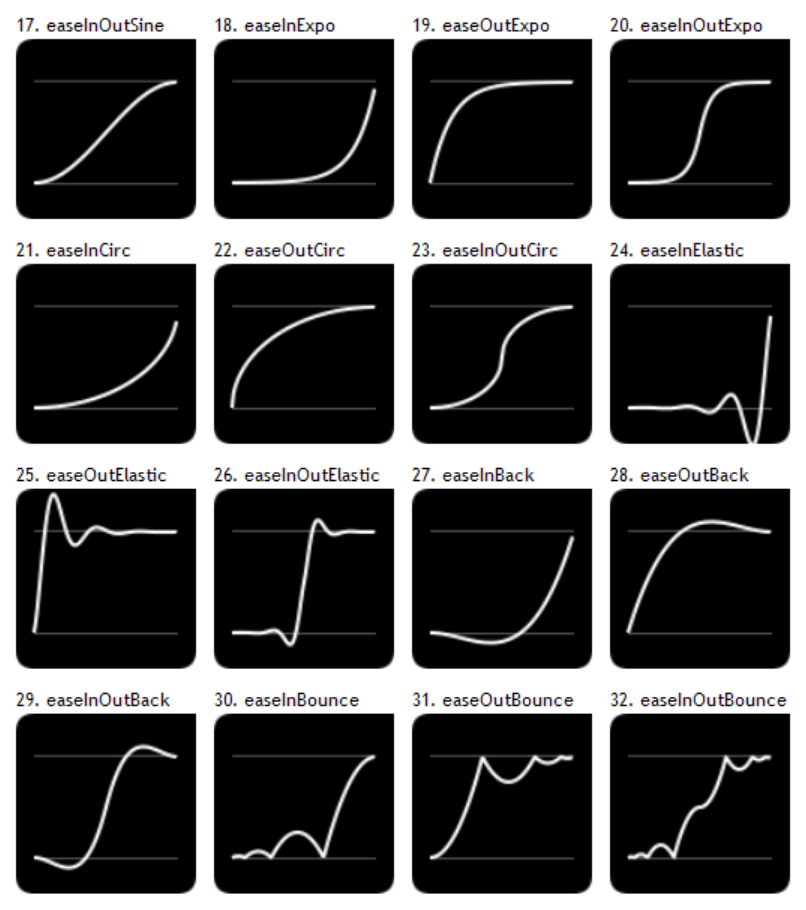 17. easeInOutSine
18. easeInExpo
19. easeOutExpo
20. easeInOutExpo
21. easeInCirc
22. easeOutCirc
23. easeInOutCirc
24. easeInElastic
25. easeOutElastic
26. easeInOutElastic
27. easeInBack
28. easeOutBack
29. easeInOutBack
30. easeInBounce
31. easeOutBounce
32. easeInOutBounce